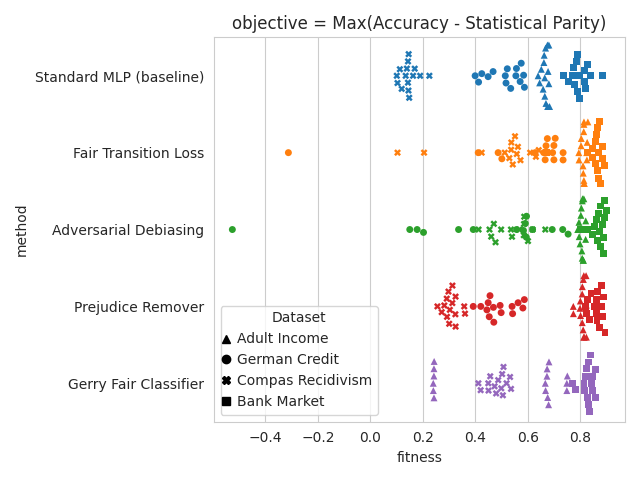 objective = Max(Accuracy - Statistical Parity)
method
Standard MLP (baseline)
Fair Transition Loss
Adversarial Debiasing
Prejudice Remover
Gerry Fair Classifier
Dataset
Adult Income
German Credit
Compas Recidivism
Bank Market
−0.4 −0.2 0.0 0.2 0.4 0.6 0.8
fitness